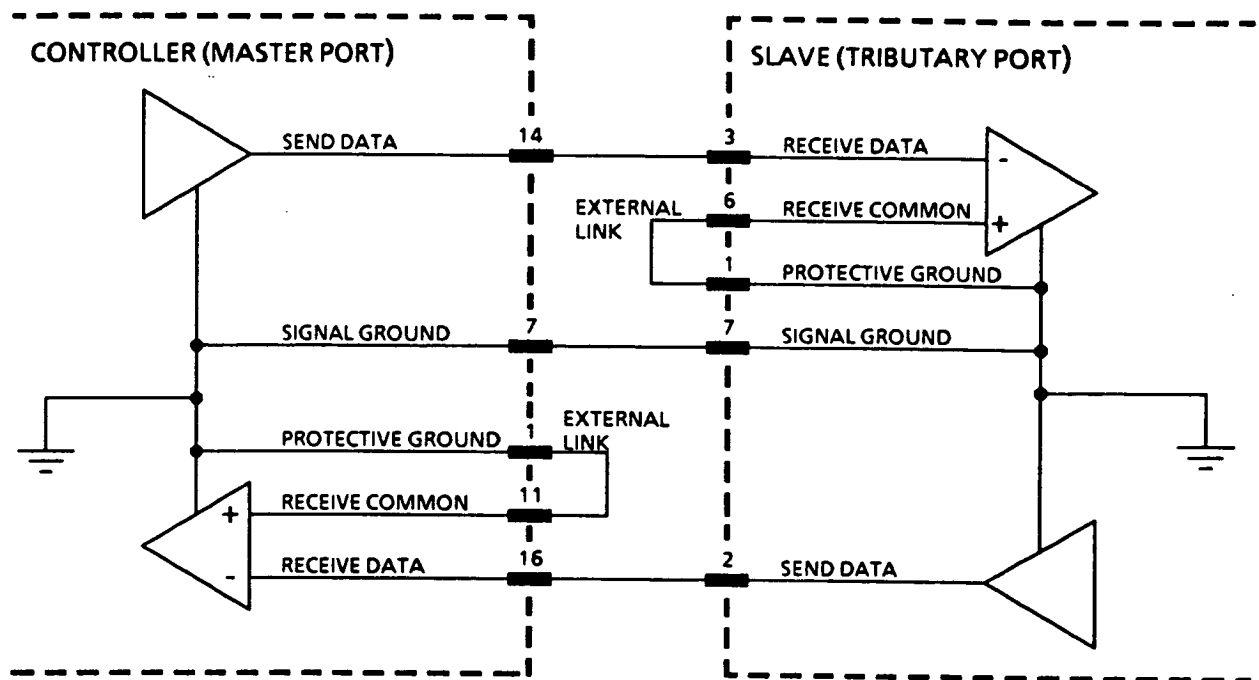 CONTROLLER (MASTER PORT)
SLAVE (TRIBUTARY PORT)
SEND DATA
14
3
RECEIVE DATA
-
EXTERNAL
LINK
6
RECEIVE COMMON
+
1
PROTECTIVE GROUND
SIGNAL GROUND
7
7
SIGNAL GROUND
PROTECTIVE GROUND
1
EXTERNAL
LINK
+
RECEIVE COMMON
11
-
RECEIVE DATA
16
2
SEND DATA